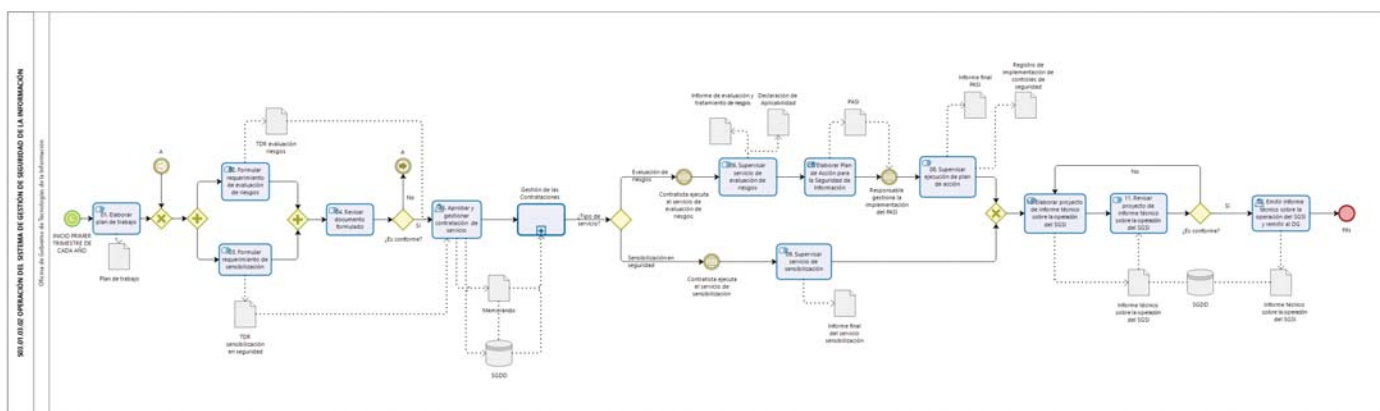 S03.01.03.02 OPERACIÓN DEL SISTEMA DE GESTIÓN DE SEGURIDAD DE LA INFORMACIÓN
Oficina de Gobierno de Tecnologías de la Información
INICIO PRIMER
TRIMESTRE DE
CADA AÑO
01. Elaborar
plan de trabajo
Plan de trabajo
A
TDR evaluación
riesgos
02. Formular
requerimiento
de evaluación
de riesgos
03. Formular
requerimiento de
sensibilización
TDR
sensibilización
en seguridad
04. Revisar
documento
formulado
A
No
¿Es conforme?
Sí
05. Aprobar y
gestionar
contratación de
servicio
Gestión de las
Contrataciones
Memorando
SGDD
¿Tipo de
servicio?
Evaluación de
riesgos
Contratista ejecuta
el servicio de
evaluación de
riesgos
Informe de evaluación y
tratamiento de riesgos
Declaración de
Aplicabilidad
06. Supervisar
servicio de
evaluación de
riesgos
PASI
Elaborar Plan
de Acción para
la Seguridad de
Información
Responsable
gestiona la
implementación
del PASI
Informe final
PASI
Registro de
implementación de
controles de
seguridad
08. Supervisar
ejecución de plan
de acción
Sensibilización en
seguridad
Contratista ejecuta
el servicio de
sensibilización
09. Supervisar
servicio de
sensibilización
Informe final
del servicio
sensibilización
Elaborar proyecto
de informe técnico
sobre la operación
del SGSI
11. Revisar
proyecto de
informe técnico
sobre la operación
del SGSI
No
¿Es conforme?
Sí
Emitir informe
técnico sobre la
operación del SGSI
y remitir al DG
FIN
Informe técnico
sobre la operación
del SGSI
SGDD
Informe técnico
sobre la operación
del SGSI